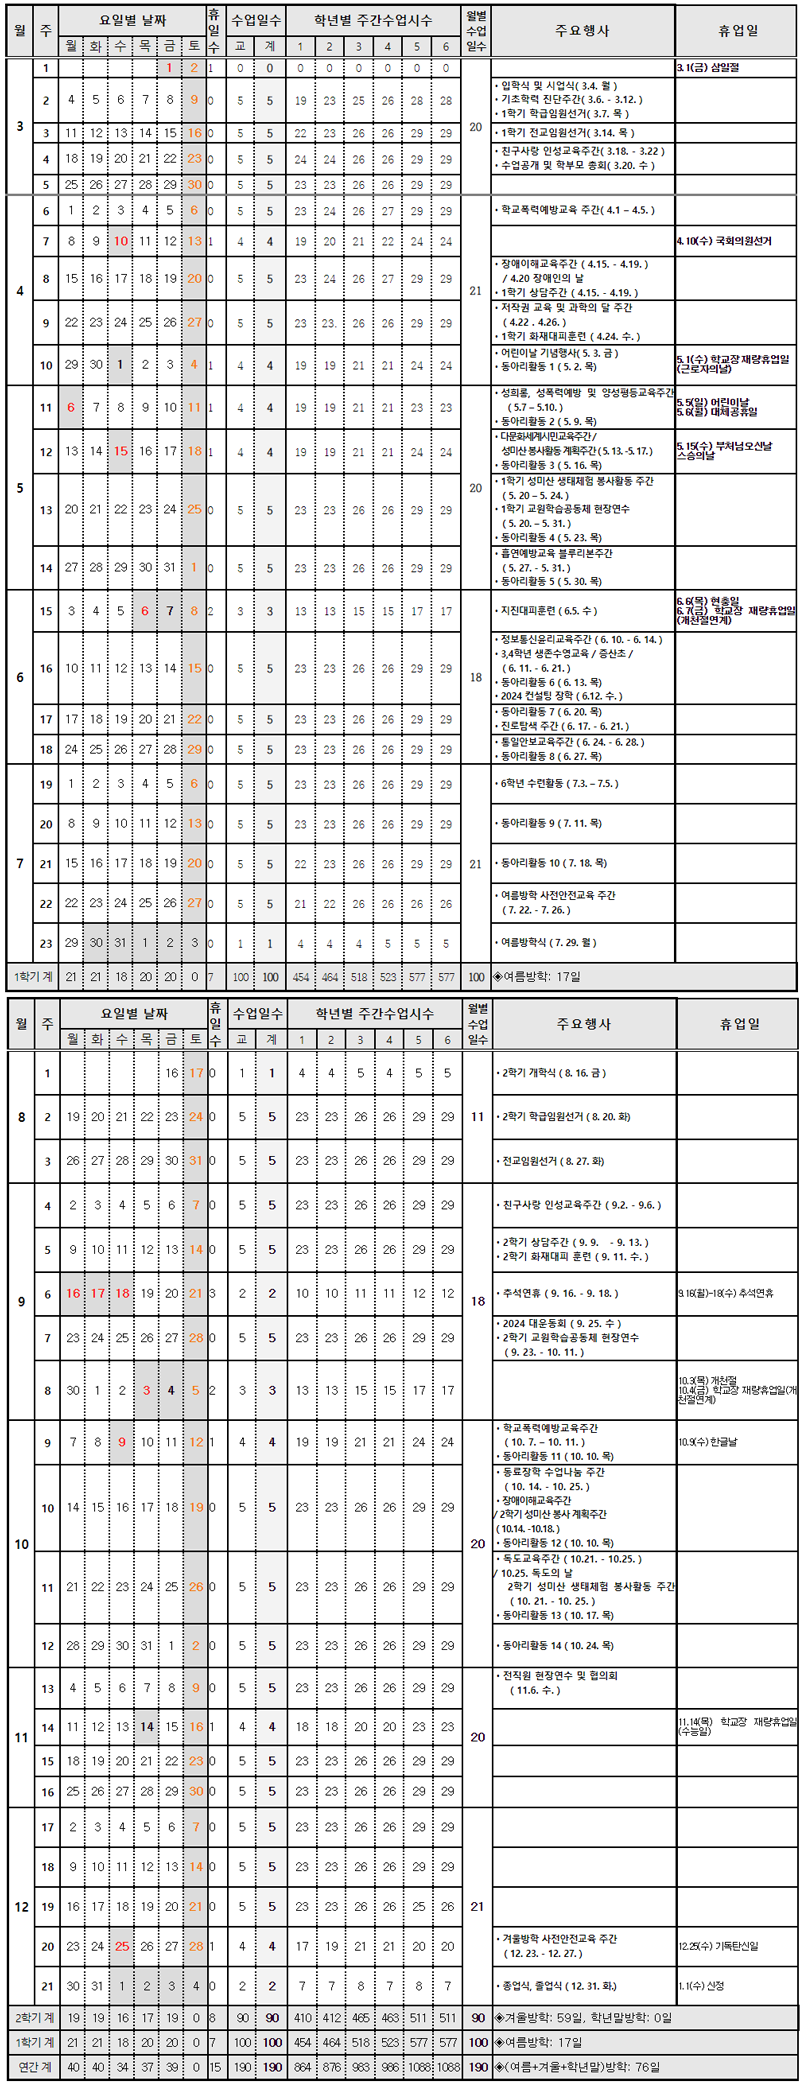 월 주 요일별 날짜 휴일수 수업일수 학년별 주간수업시수 월별수업일수 주요행사 휴업일
월 화 수 목 금 토 교 계 1 2 3 4 5 6
3 1 1 2 1 0 0 0 0 0 0 0 0 20 3.1(금) 삼일절
2 4 5 6 7 8 9 0 5 5 19 23 25 26 28 28 • 입학식 및 시업식( 3.4. 월 )
• 기초학력 진단주간( 3.6. - 3.12. )
• 1학기 학급임원선거( 3.7. 목 )
3 11 12 13 14 15 16 0 5 5 22 23 26 26 29 29 • 1학기 전교임원선거( 3.14. 목 )
4 18 19 20 21 22 23 0 5 5 24 24 26 26 29 29 • 친구사랑 인성교육주간( 3.18. - 3.22 )
• 수업공개 및 학부모 총회( 3.20. 수 )
5 25 26 27 28 29 30 0 5 5 23 23 26 26 29 29
4 6 1 2 3 4 5 6 0 5 5 23 24 26 27 29 29 21 • 학교폭력예방교육 주간( 4.1 – 4.5. )
7 8 9 10 11 12 13 1 4 4 19 20 21 22 24 24 4.10(수) 국회의원선거
8 15 16 17 18 19 20 0 5 5 23 24 26 27 29 29 • 장애이해교육주간 ( 4.15. - 4.19. )
/ 4.20 장애인의 날
• 1학기 상담주간 ( 4.15. - 4.19. )
9 22 23 24 25 26 27 0 5 5 23 23. 26 26 29 29 • 저작권 교육 및 과학의 달 주간
( 4.22 . 4.26. )
• 1학기 화재대피훈련 ( 4.24. 수. )
10 29 30 1 2 3 4 1 4 4 19 19 21 21 24 24 • 어린이날 기념행사( 5. 3. 금 )
• 동아리활동 1 ( 5. 2. 목 )
5.1(수) 학교장 재량휴업일
(근로자의날)
5 11 6 7 8 9 10 11 1 4 4 19 19 21 21 23 24 20 • 성희롱, 성폭력예방 및 양성평등교육주간
( 5.7 – 5.10. )
• 동아리활동 2 ( 5. 9. 목 )
5.5(일) 어린이날
5.6(월) 대체공휴일
12 13 14 15 16 17 18 1 4 4 19 19 21 21 24 24 • 다문화세계시민교육주간 /
성미산 봉사활동 계획주간 ( 5. 13. -5.17. )
• 동아리활동 3 ( 5. 16. 목 )
5.15(수) 부처님오신날
스승의날
13 20 21 22 23 24 25 0 5 5 23 23 26 26 29 29 • 1학기 성미산 생태체험 봉사활동 주간
( 5. 20 – 5. 24. )
• 1학기 교원학습공동체 현장연수
( 5. 20. – 5. 31. )
• 동아리활동 4 ( 5. 23. 목 )
14 27 28 29 30 31 1 0 5 5 23 23 26 26 29 29 • 흡연예방교육 블루리본주간
( 5. 27. - 5. 31. )
• 동아리활동 5 ( 5. 30. 목 )
6 15 3 4 5 6 7 8 2 3 3 13 13 15 15 17 17 18 • 지진대피훈련 ( 6.5. 수 )
6.6(목) 현충일
6.7(금) 학교장 재량휴업일
(개천절연계)
16 10 11 12 13 14 15 0 5 5 23 23 26 26 29 29 • 정보통신윤리교육주간 ( 6. 10. - 6. 14. )
• 3,4학년 생존수영교육 / 증산초 /
( 6. 11. - 6. 21. )
• 동아리활동 6 ( 6. 13. 목 )
• 2024 컨설팅 장학 ( 6.12. 수. )
17 17 18 19 20 21 22 0 5 5 23 23 26 26 29 29 • 동아리활동 7 ( 6. 20. 목 )
• 진로탐색 주간 ( 6. 17. - 6. 21. )
18 24 25 26 27 28 29 0 5 5 23 23 26 26 29 29 • 통일안보교육주간 ( 6. 24. - 6. 28. )
• 동아리활동 8 ( 6. 27. 목 )
7 19 1 2 3 4 5 6 0 5 5 23 23 26 26 29 29 21 • 6학년 수련활동 ( 7.3. – 7.5. )
20 8 9 10 11 12 13 0 5 5 23 23 26 26 29 29 • 동아리활동 9 ( 7. 11. 목)
21 15 16 17 18 19 20 0 5 5 22 23 26 26 29 29 • 동아리활동 10 ( 7. 18. 목)
22 22 23 24 25 26 27 0 5 5 21 22 26 26 26 26 • 여름방학 사전안전교육 주간
( 7. 22. - 7. 26. )
23 29 30 31 1 2 3 0 1 1 4 4 4 5 5 5 • 여름방학식 ( 7. 29. 월 )
1학기 계 21 21 18 20 20 0 7 100 100 454 464 518 523 577 577 100 ◈여름방학: 17일
월 주 요일별 날짜 휴일수 수업일수 학년별 주간수업시수 월별수업일수 주요행사 휴업일
월 화 수 목 금 토 교 계 1 2 3 4 5 6
8 1 16 17 0 1 1 4 4 5 4 5 5 11 • 2학기 개학식 ( 8. 16. 금 )
2 19 20 21 22 23 24 0 5 5 23 23 26 26 29 29 • 2학기 학급임원선거 ( 8. 20. 화)
3 26 27 28 29 30 31 0 5 5 23 23 26 26 29 29 • 전교임원선거 ( 8. 27. 화)
9 4 2 3 4 5 6 7 0 5 5 23 23 26 26 29 29 18 • 친구사랑 인성교육주간 ( 9.2. - 9.6. )
5 9 10 11 12 13 14 0 5 5 23 23 26 26 29 29 • 2학기 상담주간 ( 9. 9. - 9. 13. )
• 2학기 화재대피 훈련 ( 9. 11. 수. )
6 16 17 18 19 20 21 3 2 2 10 10 11 11 12 12 • 추석연휴 ( 9. 16. - 9. 18. ) 9.16(월)-18(수) 추석연휴
7 23 24 25 26 27 28 0 5 5 23 23 26 26 29 29 • 2024 대운동회 ( 9. 25. 수 )
• 2학기 교원학습공동체 현장연수
( 9. 23. - 10. 11. )
8 30 1 2 3 4 5 2 3 3 13 13 15 15 17 17 10.3(목) 개천절
10.4(금) 학교장 재량휴업일(개
천절연계)
10 9 7 8 9 10 11 12 1 4 4 19 19 21 21 24 24 20 • 학교폭력예방교육주간
( 10. 7. – 10. 11. )
• 동아리활동 11 ( 10. 10. 목)
10.9(수) 한글날
10 14 15 16 17 18 19 0 5 5 23 23 26 26 29 29 • 동료장학 수업나눔 주간
( 10. 14. - 10. 25. )
• 장애이해교육주간
/ 2학기 성미산 봉사 계획주간
( 10.14. -10.18. )
• 동아리활동 12 ( 10. 10. 목)
11 21 22 23 24 25 26 0 5 5 23 23 26 26 29 29 • 독도교육주간 ( 10.21. - 10.25. )
/ 10.25. 독도의 날
2학기 성미산 생태체험 봉사활동 주간
( 10. 21. - 10. 25. )
• 동아리활동 13 ( 10. 17. 목)
12 28 29 30 31 1 2 0 5 5 23 23 26 26 29 29 • 동아리활동 14 ( 10. 24. 목)
11 13 4 5 6 7 8 9 0 5 5 23 23 26 26 29 29 20 • 전직원 현장연수 및 협의회
( 11.6. 수. )
14 11 12 13 14 15 16 1 4 4 18 18 20 20 23 23 11.14(목) 학교장 재량휴업일
(수능일)
15 18 19 20 21 22 23 0 5 5 23 23 26 26 29 29
16 25 26 27 28 29 30 0 5 5 23 23 26 26 29 29
12 17 2 3 4 5 6 7 0 5 5 23 23 26 26 29 29 21
18 9 10 11 12 13 14 0 5 5 23 23 26 26 29 29
19 16 17 18 19 20 21 0 5 5 23 23 26 26 25 26
20 23 24 25 26 27 28 1 4 4 17 19 21 21 20 20 • 겨울방학 사전안전교육 주간
( 12. 23. - 12. 27. )
12.25(수) 기독탄신일
21 30 31 1 2 3 4 0 2 2 7 7 8 7 8 7 • 종업식, 졸업식 ( 12. 31. 화.) 1.1(수) 신정
2학기 계 19 19 16 17 19 0 8 90 90 410 412 465 463 511 511 90 ◈겨울방학: 59일, 학년말방학: 0일
1학기 계 21 21 18 20 20 0 7 100 100 454 464 518 523 577 577 100 ◈여름방학: 17일
연간 계 40 40 34 37 39 0 15 190 190 864 876 983 986 1088 1088 190 ◈(여름+겨울+학년말)방학: 76일